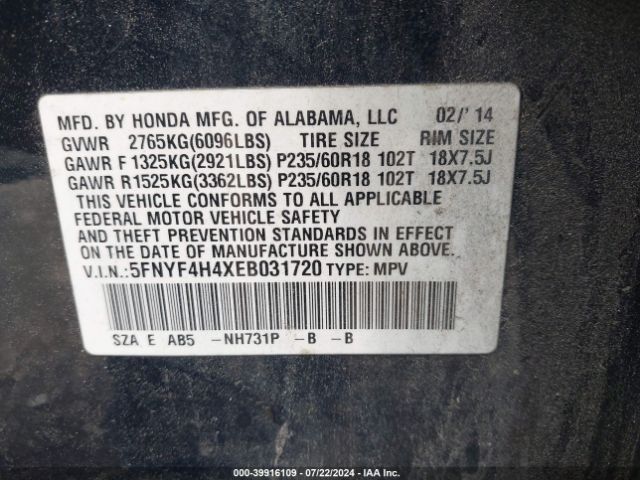 MFD. BY HONDA MFG. OF ALABAMA, LLC 02/' 14
GVWR 2765KG(6096LBS) TIRE SIZE RIM SIZE
GAWR F 1325KG(2921LBS) P235/60R18 102T 18X7.5J
GAWR R1525KG(3362LBS) P235/60R18 102T 18X7.5J
THIS VEHICLE CONFORMS TO ALL APPLICABLE
FEDERAL MOTOR VEHICLE SAFETY
AND THEFT PREVENTION STANDARDS IN EFFECT
ON THE DATE OF MANUFACTURE SHOWN ABOVE.
V.I.N.:5FNYF4H4XEB031720 TYPE: MPV
SZA E AB5 -NH731P -B -B
000-39916109 - 07/22/2024 - IAA Inc.